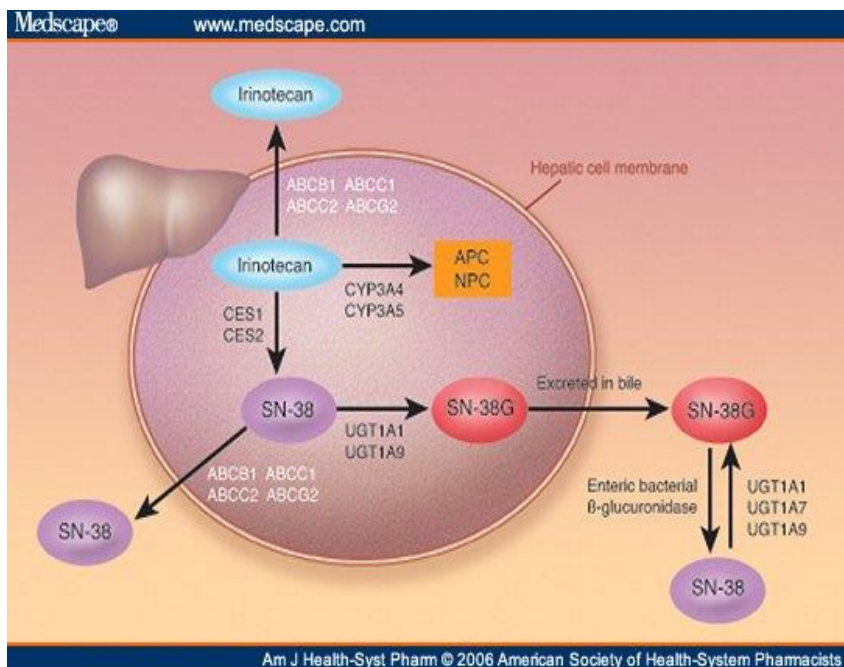 Medscape® www.medscape.com
Irinotecan
Hepatic cell membrane
ABCB1 ABCC1
ABCC2 ABCG2
Irinotecan
APC
NPC
CYP3A4
CYP3A5
CES1
CES2
SN-38
SN-38G
Excreted in bile
SN-38G
UGT1A1
UGT1A9
ABCB1 ABCC1
ABCC2 ABCG2
SN-38
Enteric bacterial
ß-glucuronidase
UGT1A1
UGT1A7
UGT1A9
SN-38
Am J Health-Syst Pharm © 2006 American Society of Health-System Pharmacists